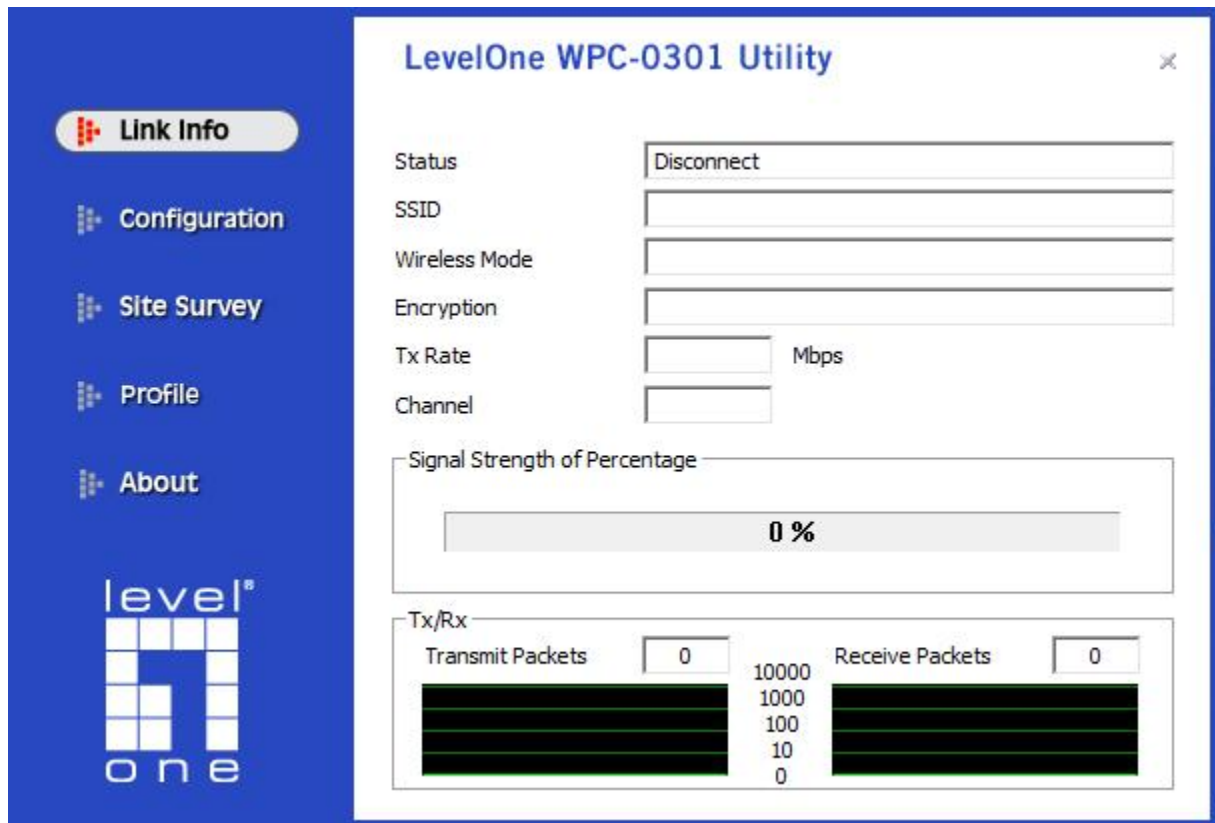 LevelOne WPC-0301 Utility
Link Info
Configuration
Site Survey
Profile
About
level®
one
Status Disconnect
SSID
Wireless Mode
Encryption
Tx Rate Mbps
Channel
Signal Strength of Percentage
0 %
Tx/Rx
Transmit Packets 0
Receive Packets 0
10000
1000
100
10
0